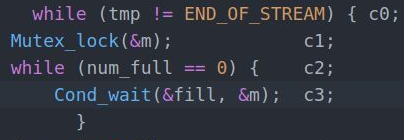 while (tmp != END_OF_STREAM) { c0;
Mutex_lock(&m); c1;
while (num_full == 0) { c2;
Cond_wait(&fill, &m); c3;
}